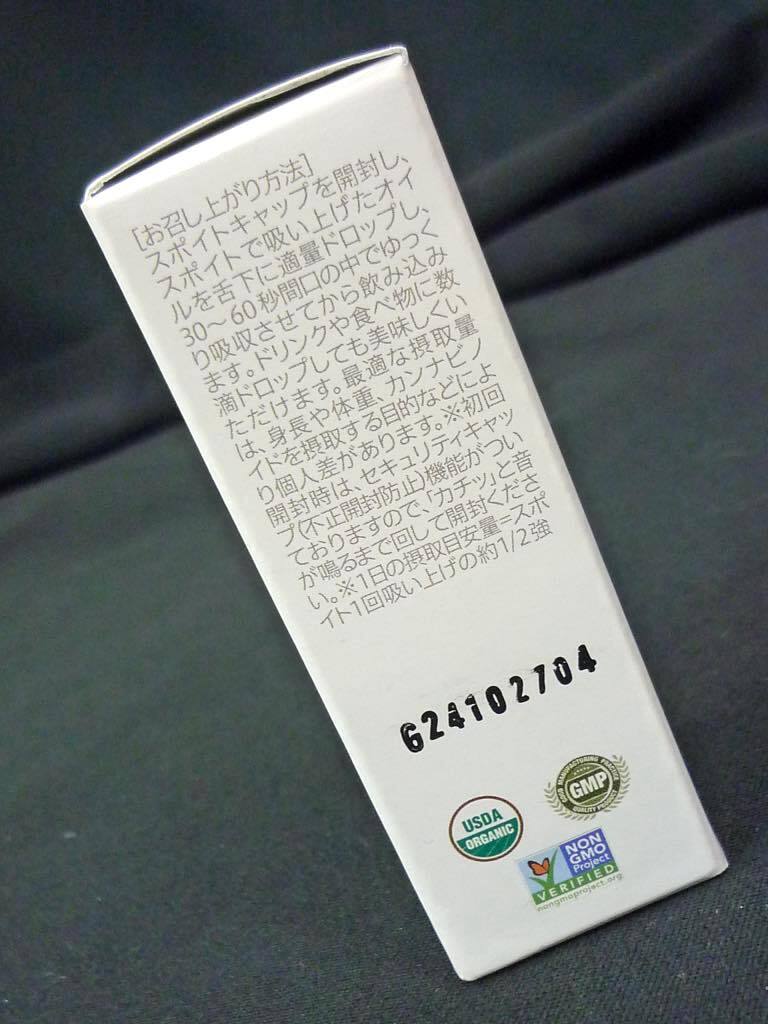 [お召し上がり方法]
スポイトキャップを開封し、
スポイトで吸い上げたオイ
ルを舌下に適量ドロップし、
30～60秒間口の中でゆっく
り吸収させてから飲み込み
ます。ドリンクや食べ物に数
滴ドロップしても美味しくい
ただけます。最適な摂取量
は、身長や体重、カンナビノ
イドを摂取する目的などによ
り個人差があります。※初回
開封時は、セキュリティキャッ
プ(不正開封防止)機能がつい
ておりますので、「カチッ」と音
が鳴るまで回して開封くださ
い。※1日の摂取目安量=スポ
イト1回吸い上げの約1/2強
624102704
GOOD MANUFACTURING PRACTICE
GMP
QUALITY PRODUCT
USDA
ORGANIC
NON
GMO
Project
VERIFIED
nongmoproject.org